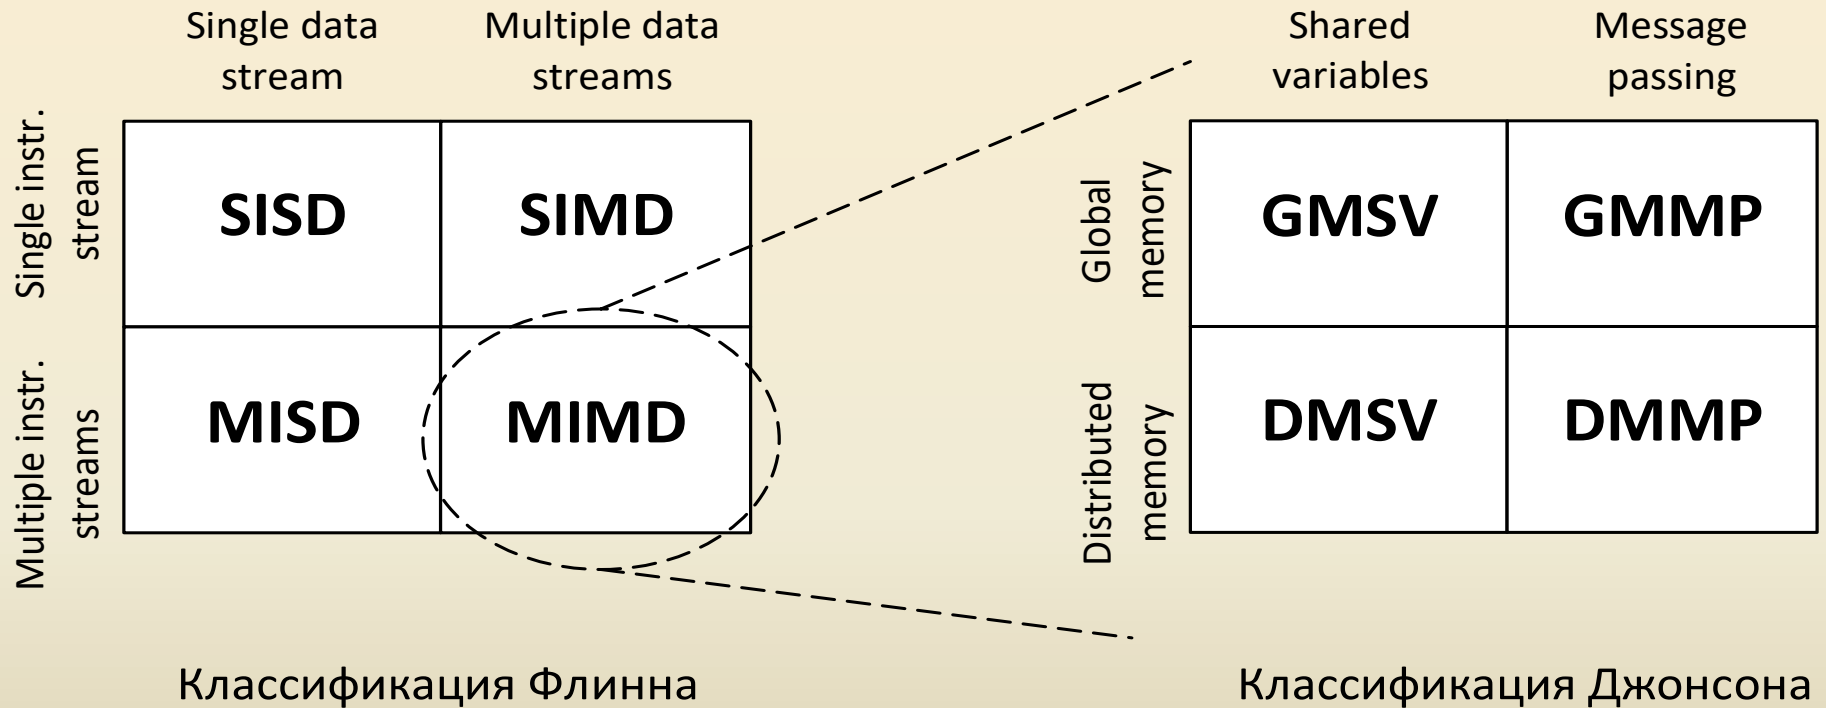 Single data
stream
Multiple data
streams
Single instr.
stream
SISD
SIMD
Multiple instr.
streams
MISD
MIMD
Классификация Флинна
Shared
variables
Message
passing
Global
memory
GMSV
GMMP
Distributed
memory
DMSV
DMMP
Классификация Джонсона